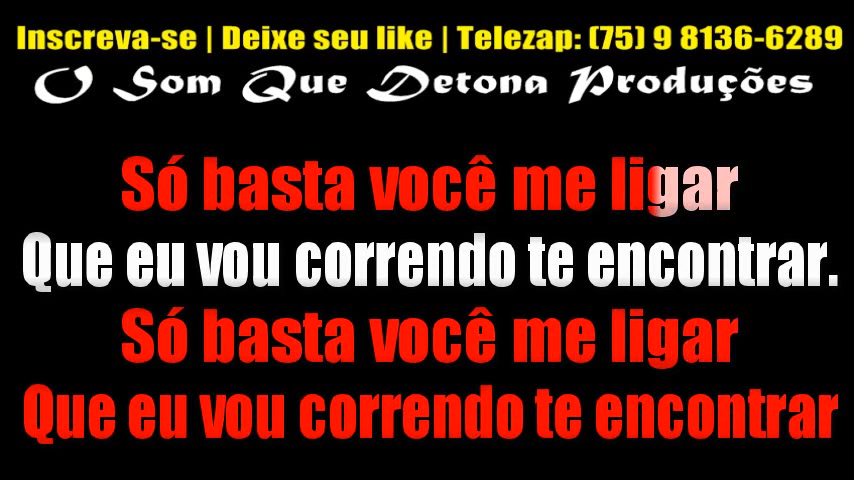 Inscreva-se | Deixe seu like | Telezap: (75) 9 8136-6289
O Som Que Detona Produções
Só basta você me ligar
Que eu vou correndo te encontrar.
Só basta você me ligar
Que eu vou correndo te encontrar